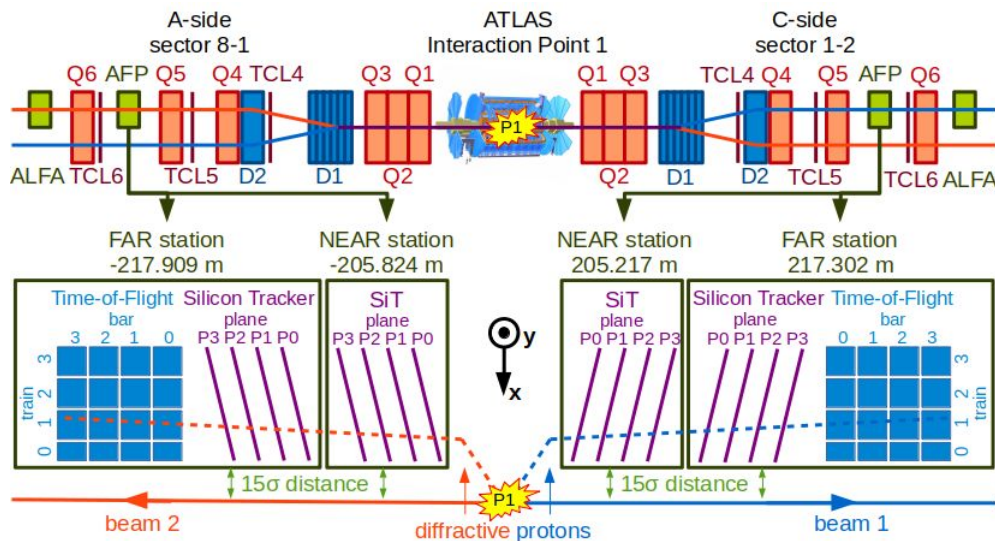 A-side
sector 8-1
ATLAS
Interaction Point 1
C-side
sector 1-2
Q6 AFP Q5 Q4 TCL4 Q3 Q1 Q1 Q3 TCL4 Q4 Q5 AFP Q6
P1
ALFA TCL6 TCL5 D2 D1 Q2 Q2 D1 D2 TCL5 TCL6 ALFA
FAR station
-217.909 m
NEAR station
-205.824 m
NEAR station
205.217 m
FAR station
217.302 m
Time-of-Flight
bar
3 2 1 0
train
3
2
1
0
Silicon Tracker
plane
P3 P2 P1 P0
SiT
plane
P3 P2 P1 P0
y
x
SiT
plane
P0 P1 P2 P3
Silicon Tracker
plane
P0 P1 P2 P3
Time-of-Flight
bar
0 1 2 3
3
2
1
0
train
15σ distance
15σ distance
P1
beam 2
diffractive protons
beam 1